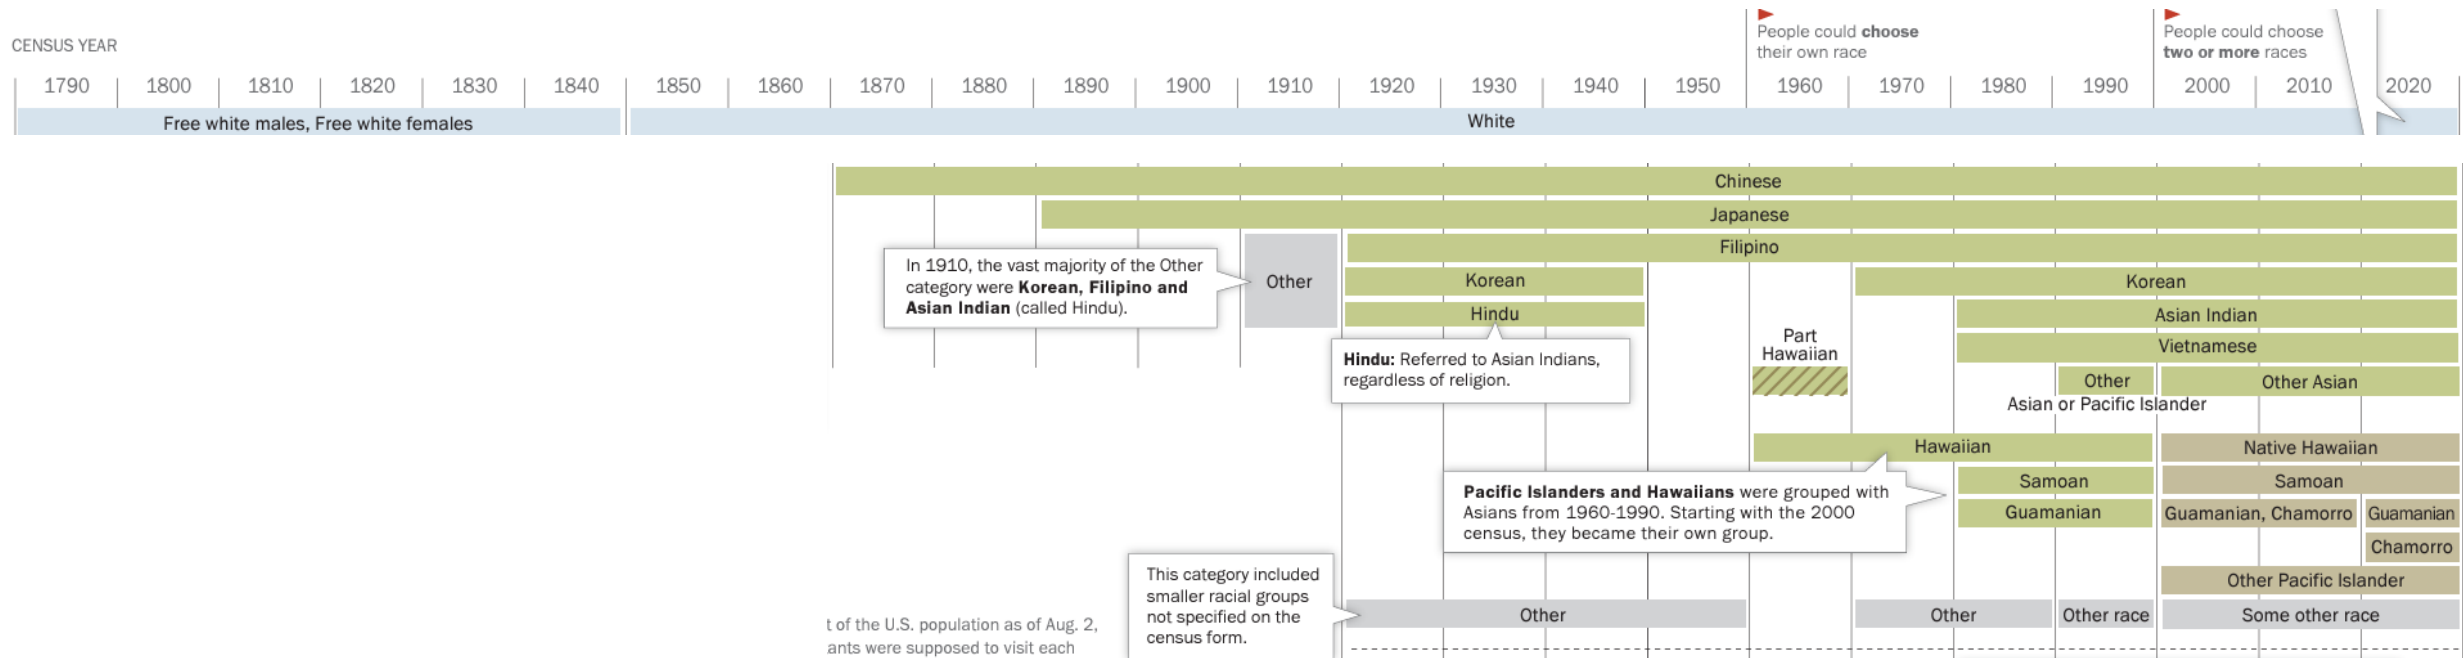 People could choose
their own race
People could choose
two or more races
CENSUS YEAR
1790 1800 1810 1820 1830 1840 1850 1860 1870 1880 1890 1900 1910 1920 1930 1940 1950 1960 1970 1980 1990 2000 2010 2020
Free white males, Free white females White
Chinese
Japanese
Filipino
In 1910, the vast majority of the Other
category were Korean, Filipino and
Asian Indian (called Hindu).
Other
Korean
Korean
Hindu
Asian Indian
Hindu: Referred to Asian Indians,
regardless of religion.
Part
Hawaiian
Vietnamese
Other
Asian or Pacific Islander
Other Asian
Hawaiian
Native Hawaiian
Pacific Islanders and Hawaiians were grouped with
Asians from 1960-1990. Starting with the 2000
census, they became their own group.
Samoan
Samoan
Guamanian
Guamanian, Chamorro
Guamanian
Chamorro
Other Pacific Islander
This category included
smaller racial groups
not specified on the
census form.
Other
Other
Other race
Some other race
t of the U.S. population as of Aug. 2,
ants were supposed to visit each